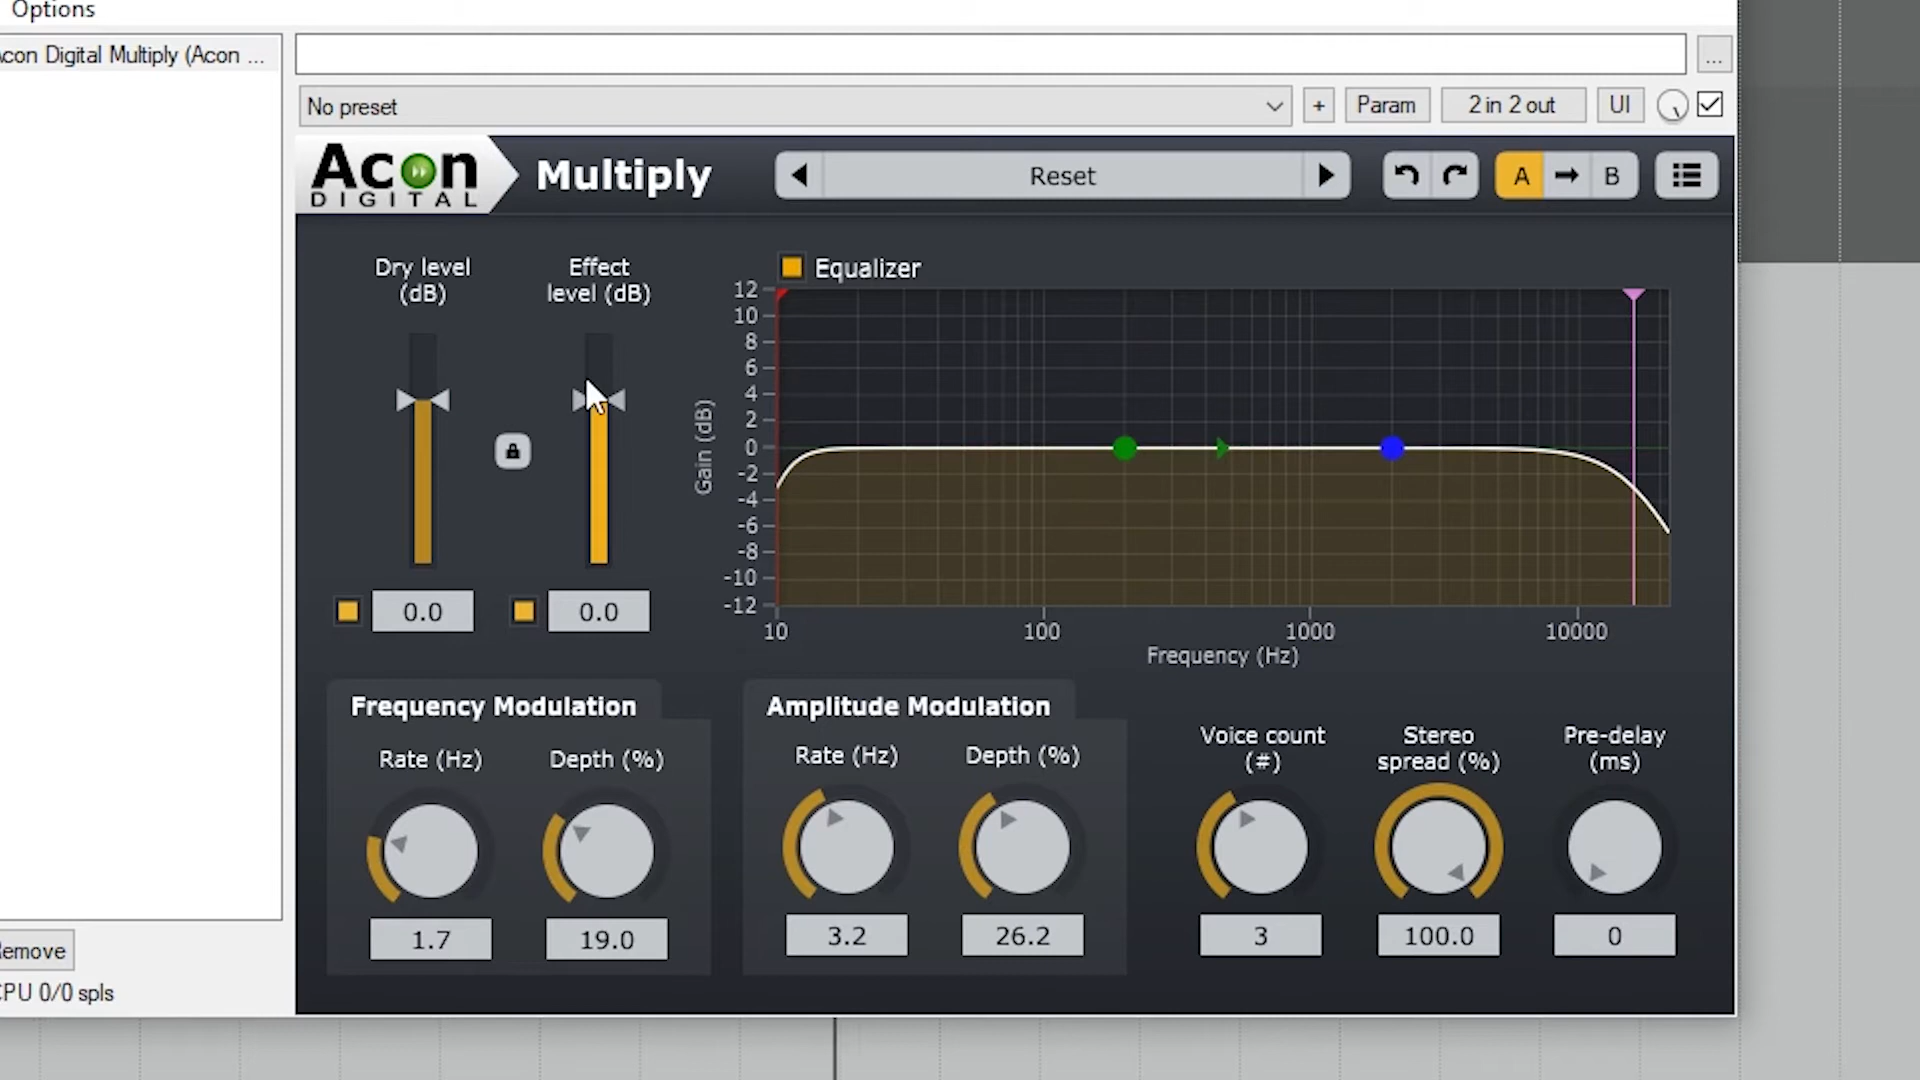 Options
Acon Digital Multiply (Acon ...
...
No preset
+
Param
2 in 2 out
UI
Acon
DIGITAL
Multiply
Reset
A
B
Dry level
(dB)
Effect
level (dB)
0.0
0.0
Equalizer
12
10
8
6
4
2
0
-2
-4
-6
-8
-10
-12
Gain (dB)
10
100
1000
10000
Frequency (Hz)
Frequency Modulation
Rate (Hz)
Depth (%)
1.7
19.0
Amplitude Modulation
Rate (Hz)
Depth (%)
3.2
26.2
Voice count
(#)
3
Stereo
spread (%)
100.0
Pre-delay
(ms)
0
Remove
CPU 0/0 spls